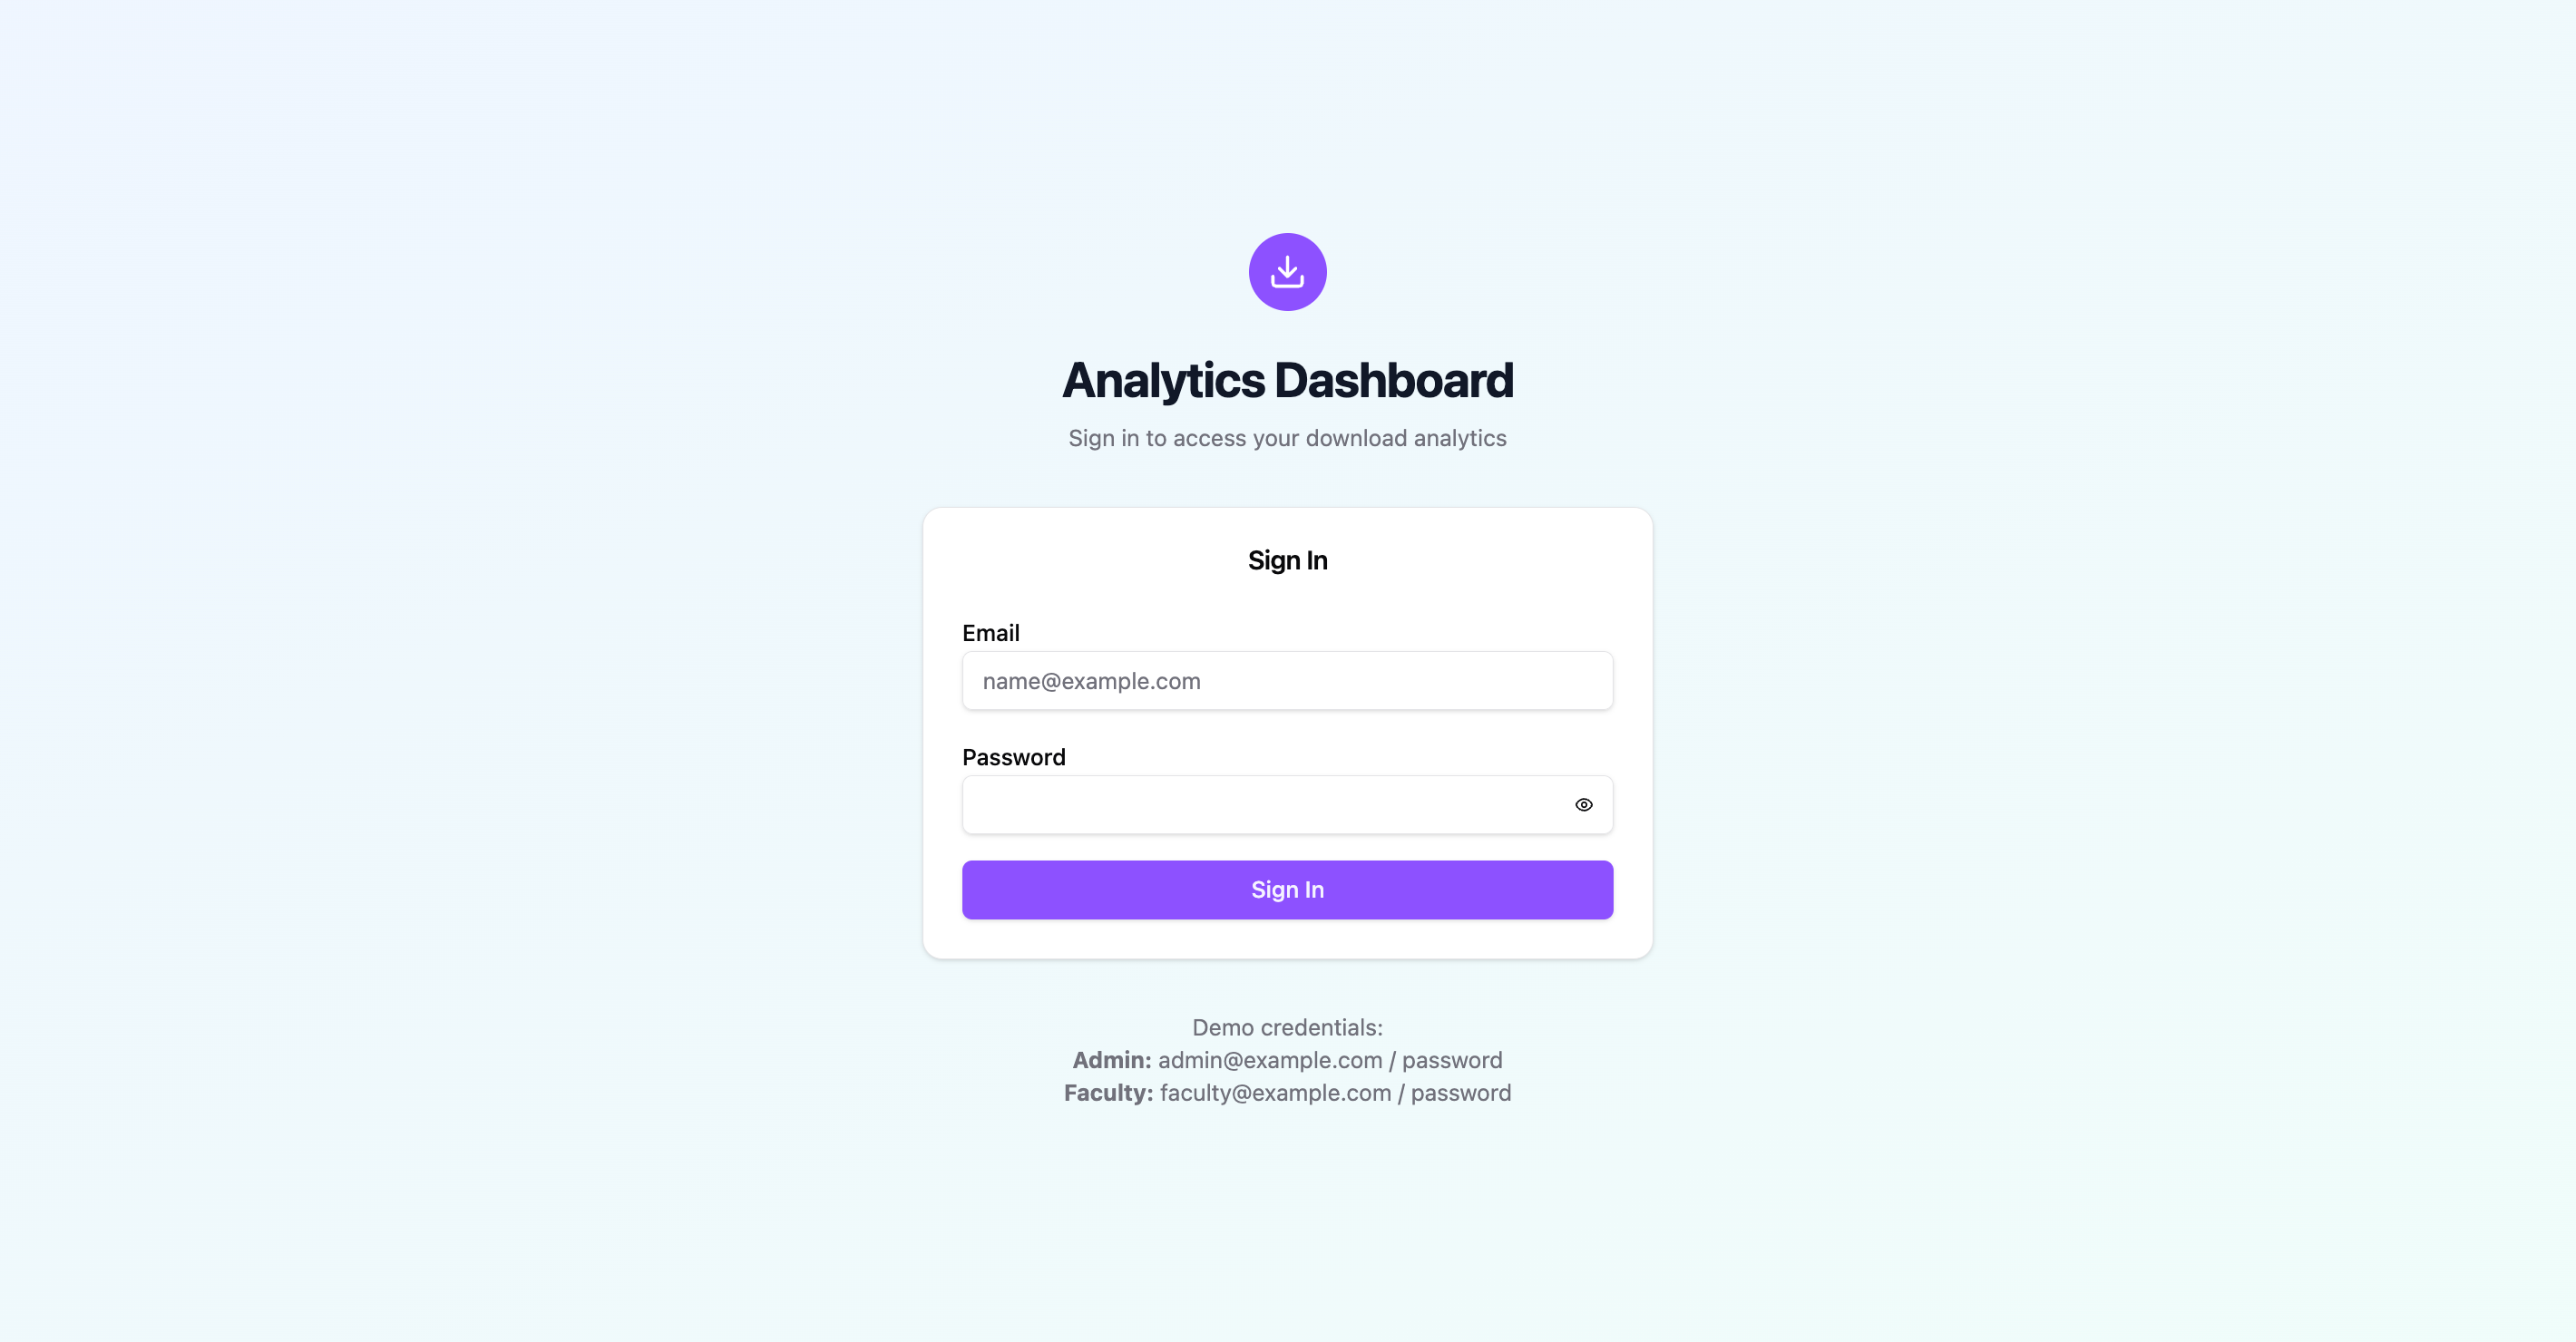 Analytics Dashboard
Sign in to access your download analytics
Sign In
Email
name@example.com
Password
Sign In
Demo credentials:
Admin: admin@example.com / password
Faculty: faculty@example.com / password